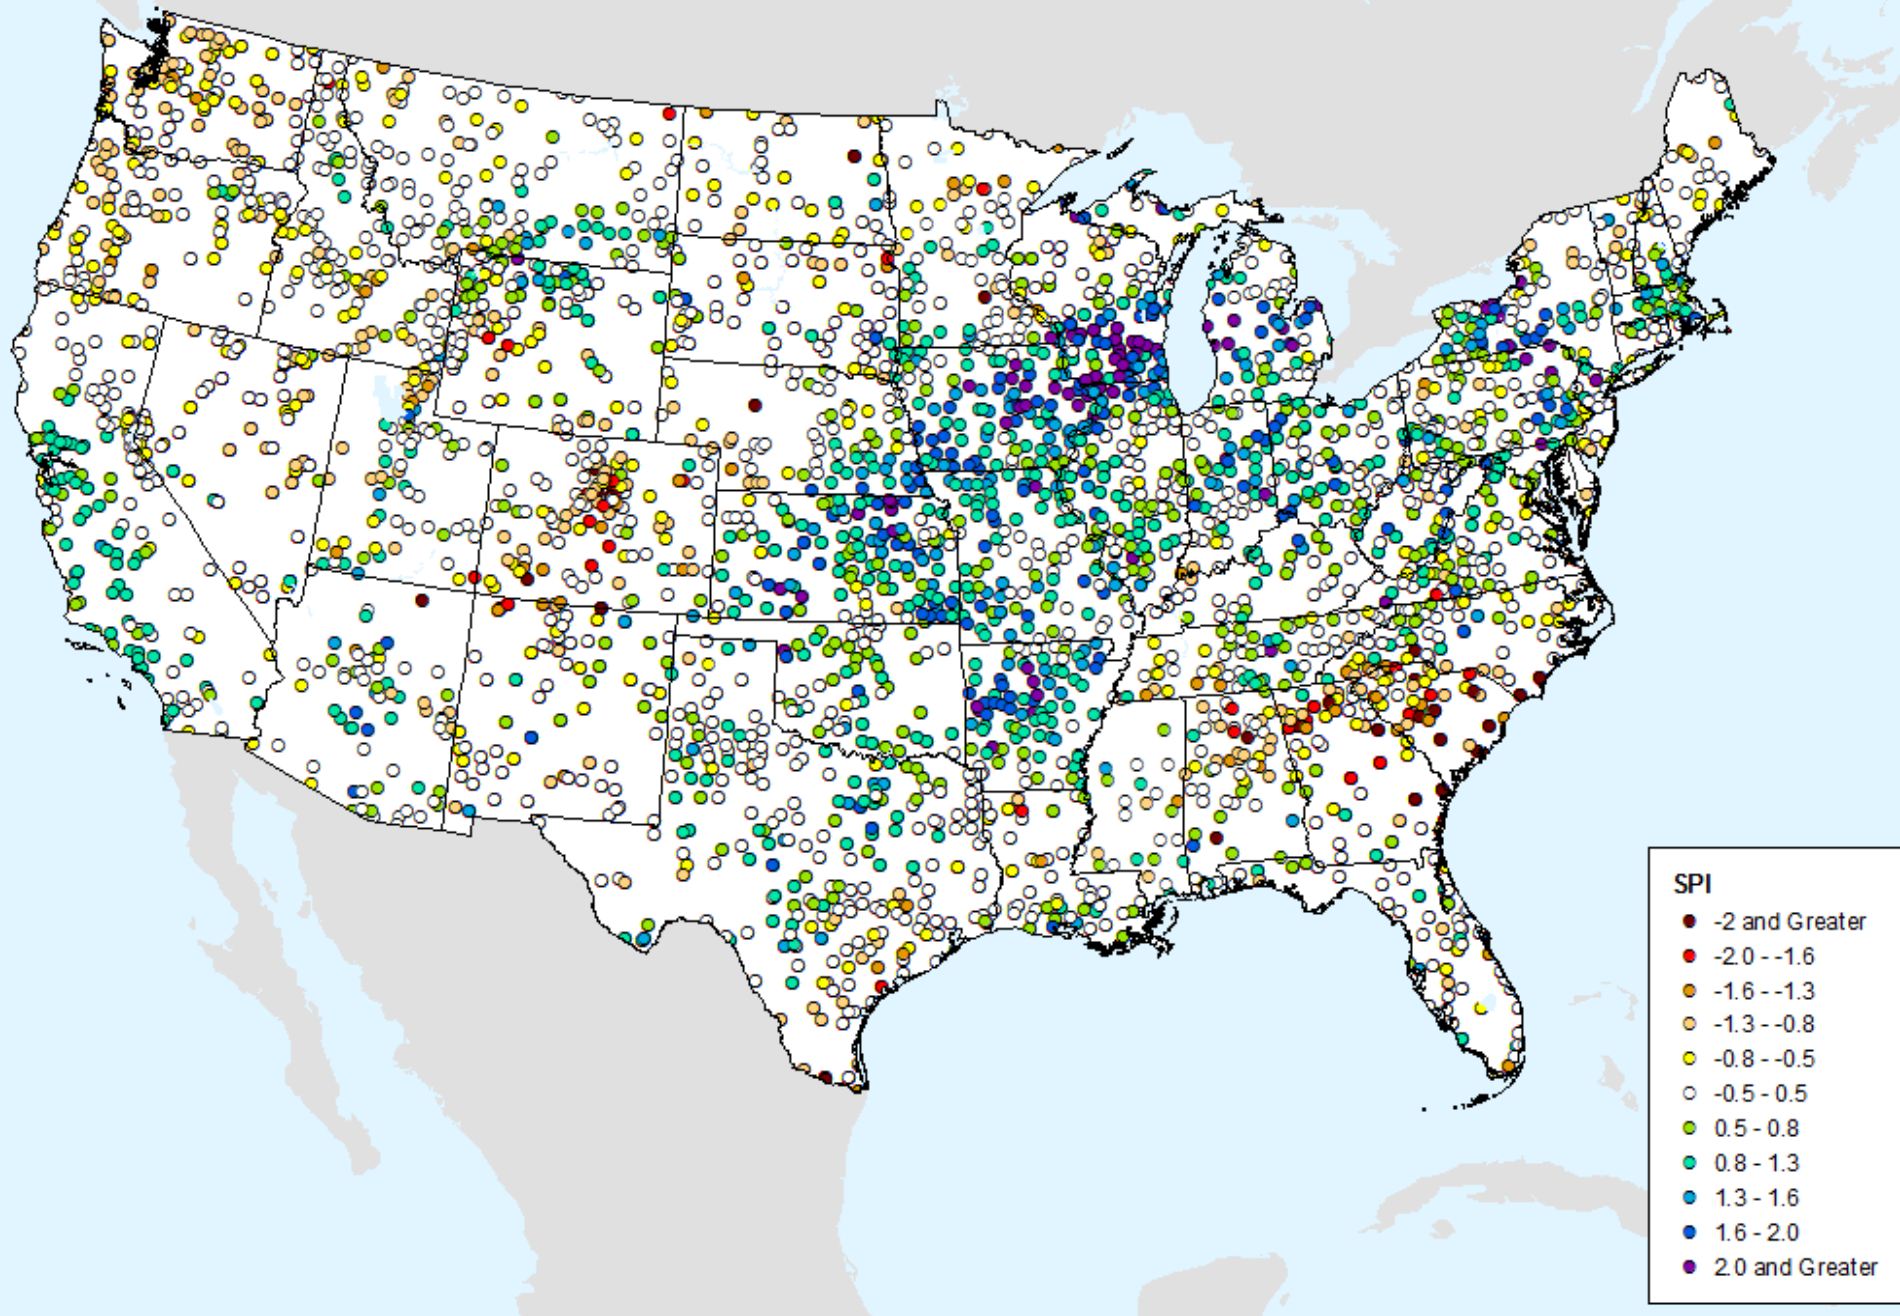 SPI
-2 and Greater
-2.0 - -1.6
-1.6 - -1.3
-1.3 - -0.8
-0.8 - -0.5
-0.5 - 0.5
0.5 - 0.8
0.8 - 1.3
1.3 - 1.6
1.6 - 2.0
2.0 and Greater